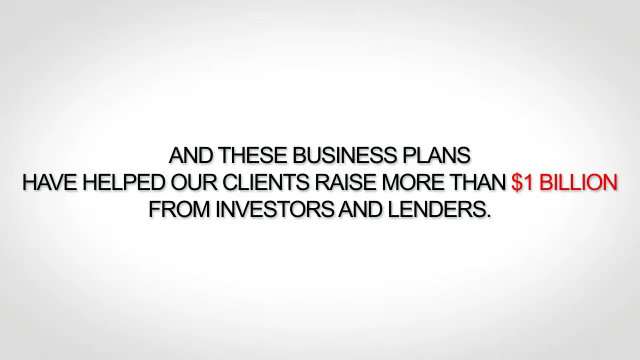 AND THESE BUSINESS PLANS
HAVE HELPED OUR CLIENTS RAISE MORE THAN $1 BILLION
FROM INVESTORS AND LENDERS.